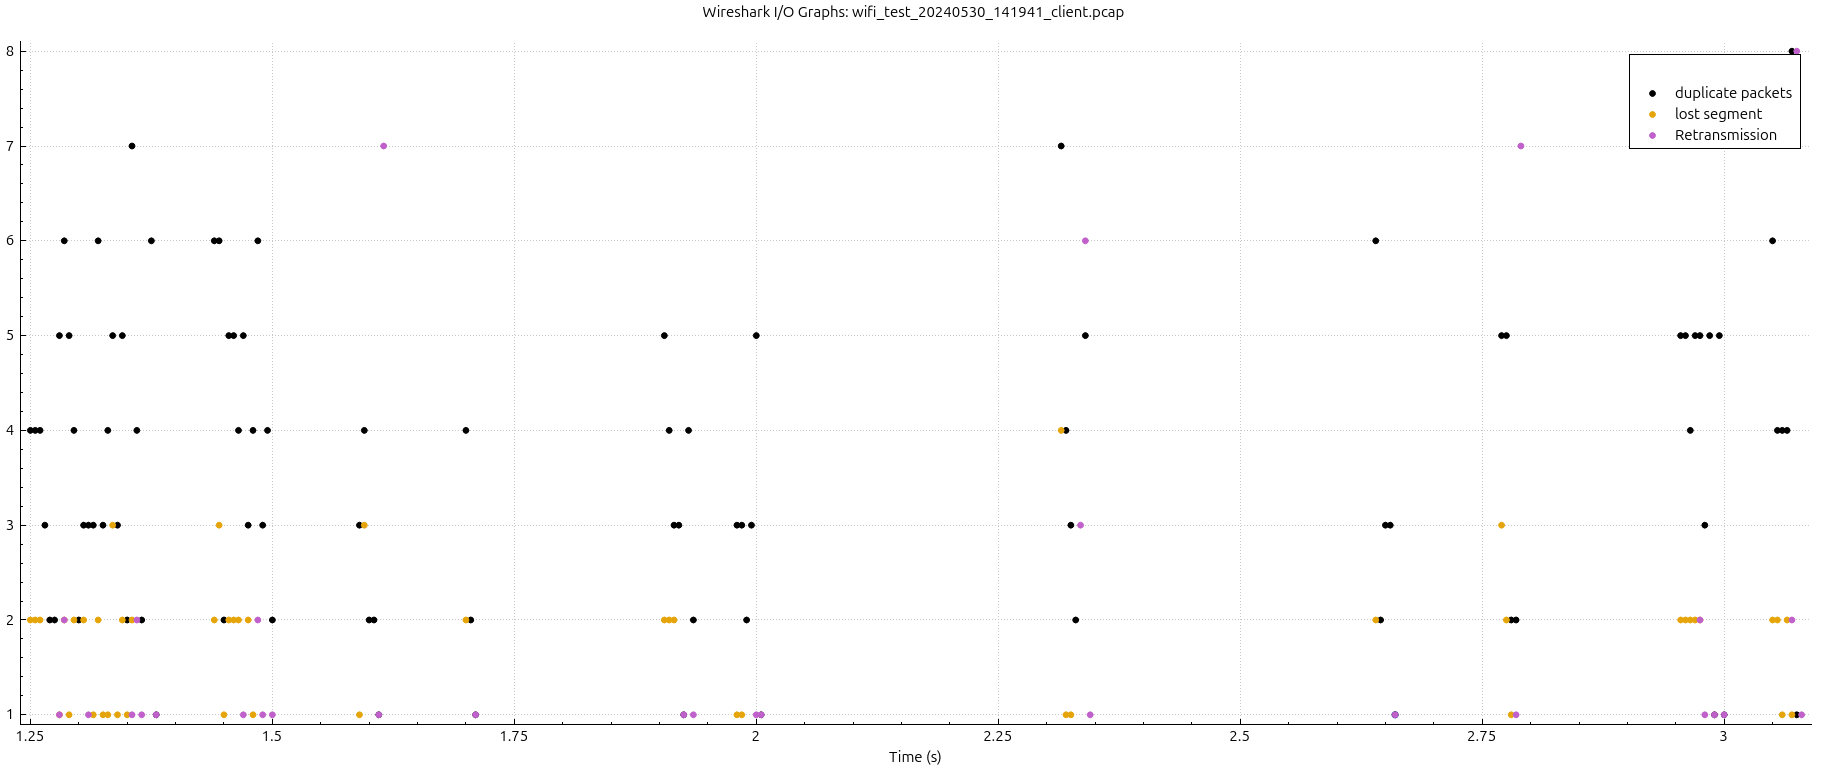 Wireshark I/O Graphs: wifi_test_20240530_141941_client.pcap
8
duplicate packets
lost segment
Retransmission
7
6
5
4
3
2
1
1.25 1.5 1.75 2 2.25 2.5 2.75 3
Time (s)